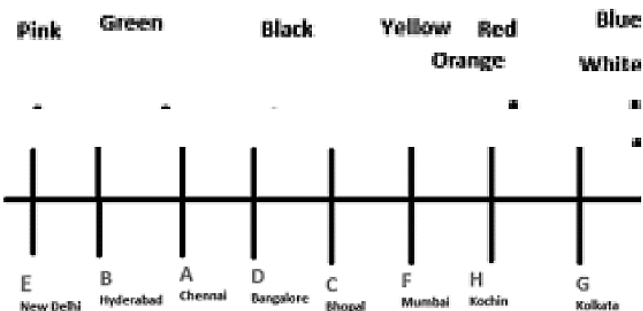 Pink Green Black Yellow Red Blue
Orange White
E B A D C F H G
New Delhi Hyderabad Chennai Bangalore Bhopal Mumbai Kochin Kolkata